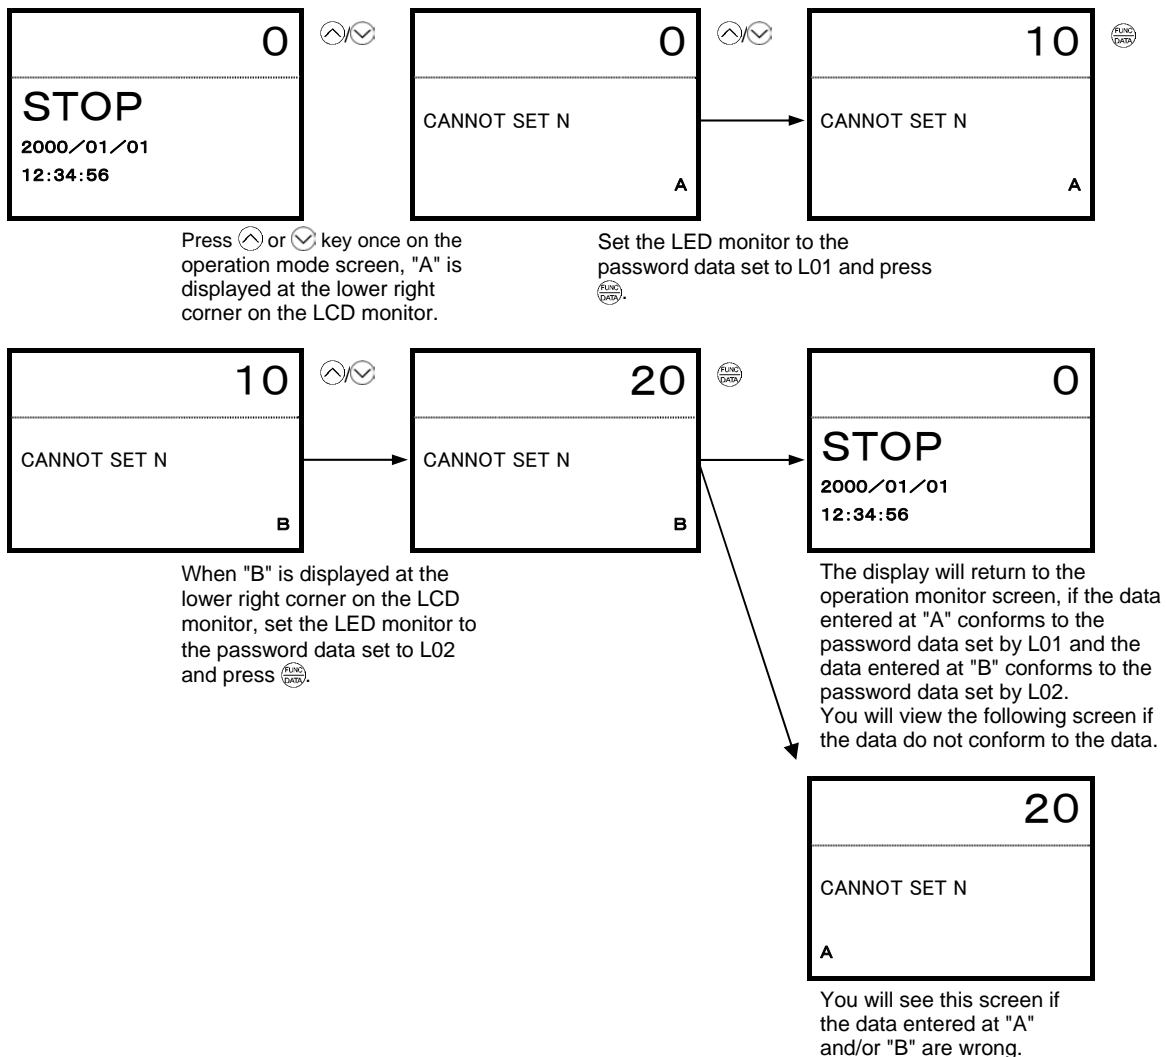 0
STOP
2000/01/01
12:34:56
0
CANNOT SET N
A
10
FUNC
DATA
CANNOT SET N
A
Press or key once on the
operation mode screen, "A" is
displayed at the lower right
corner on the LCD monitor.
Set the LED monitor to the
password data set to L01 and press
FUNC
DATA.
10
CANNOT SET N
B
20
CANNOT SET N
B
FUNC
DATA
0
STOP
2000/01/01
12:34:56
When "B" is displayed at the
lower right corner on the LCD
monitor, set the LED monitor to
the password data set to L02
and press FUNC DATA.
The display will return to the
operation monitor screen, if the data
entered at "A" conforms to the
password data set by L01 and the
data entered at "B" conforms to the
password data set by L02.
You will view the following screen if
the data do not conform to the data.
20
CANNOT SET N
A
You will see this screen if
the data entered at "A"
and/or "B" are wrong.